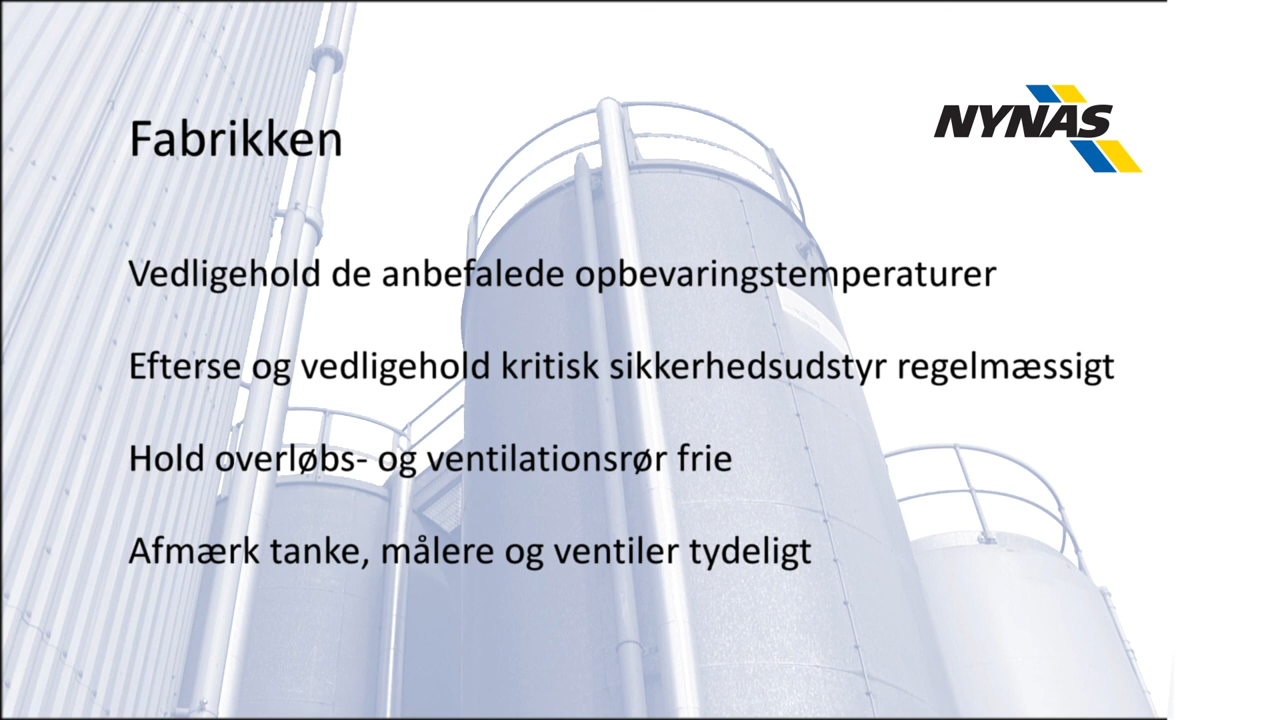 Fabrikken
NYNAS
Vedligehold de anbefalede opbevaringstemperaturer
Efterse og vedligehold kritisk sikkerhedsudstyr regelmæssigt
Hold overløbs- og ventilationsrør frie
Afmærk tanke, målere og ventiler tydeligt